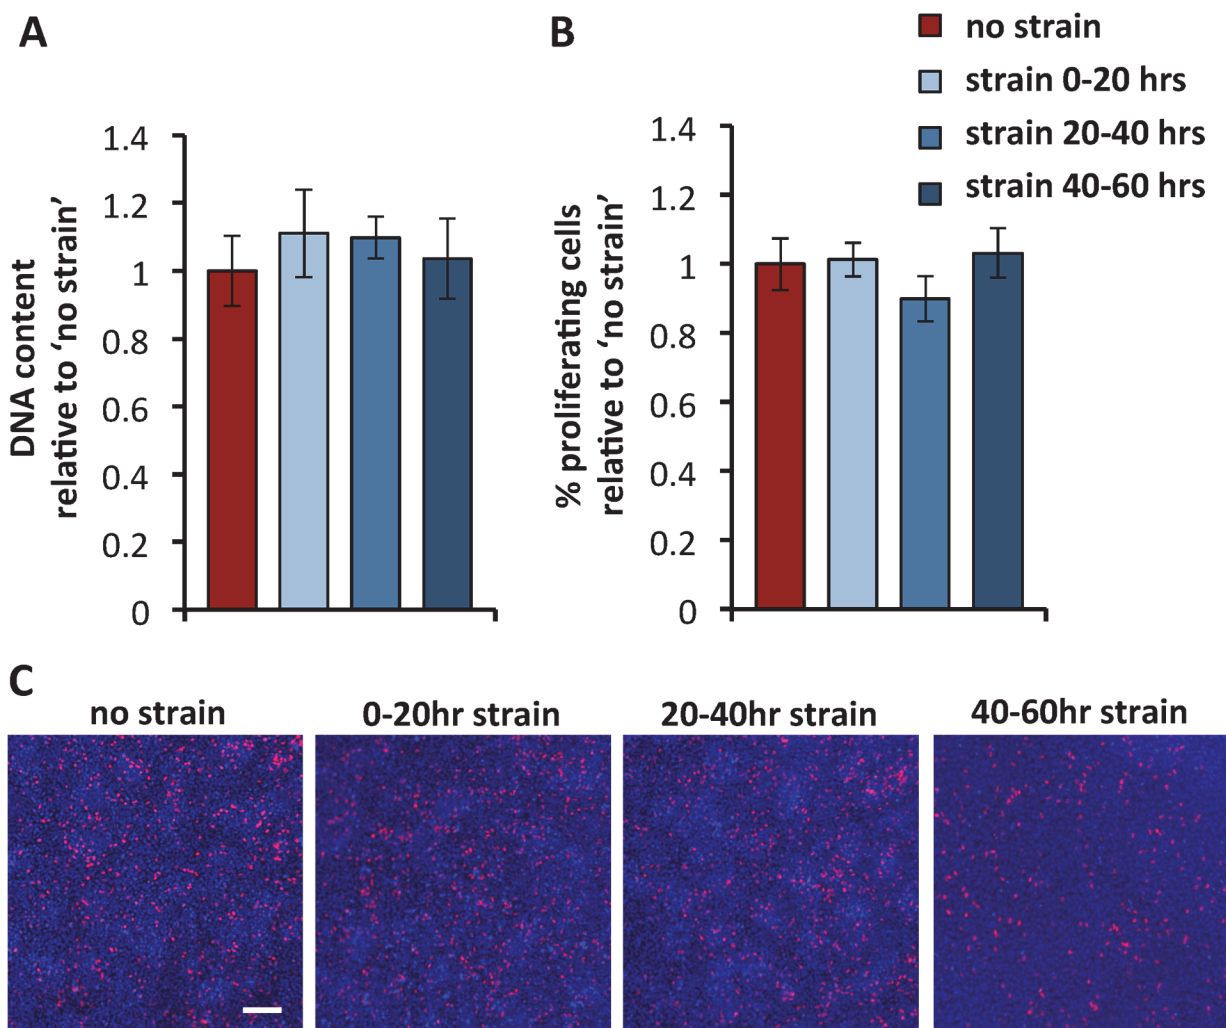 A
B
no strain
strain 0-20 hrs
strain 20-40 hrs
strain 40-60 hrs
DNA content
relative to ‘no strain’
1.4
1.2
1
0.8
0.6
0.4
0.2
0
% proliferating cells
relative to ‘no strain’
1.4
1.2
1
0.8
0.6
0.4
0.2
0
C
no strain
0-20hr strain
20-40hr strain
40-60hr strain